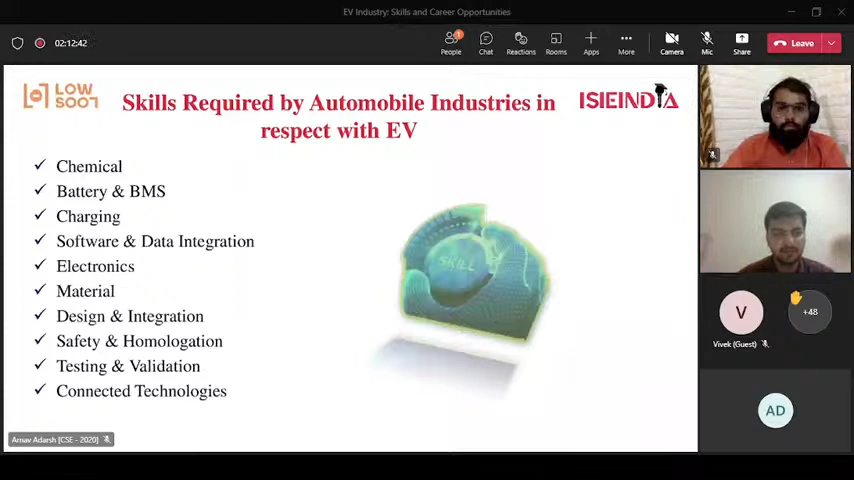 EV Industry: Skills and Career Opportunities
02:12:42
1
People
Chat
Reactions
Rooms
Apps
More
Camera
Mic
Share
Leave
LOW
SOOT
Skills Required by Automobile Industries in
respect with EV
ISIEINDIA
Chemical
Battery & BMS
Charging
Software & Data Integration
Electronics
Material
Design & Integration
Safety & Homologation
Testing & Validation
Connected Technologies
SKILL
Arnav Adarsh [CSE - 2020]
V
Vivek (Guest)
+48
AD